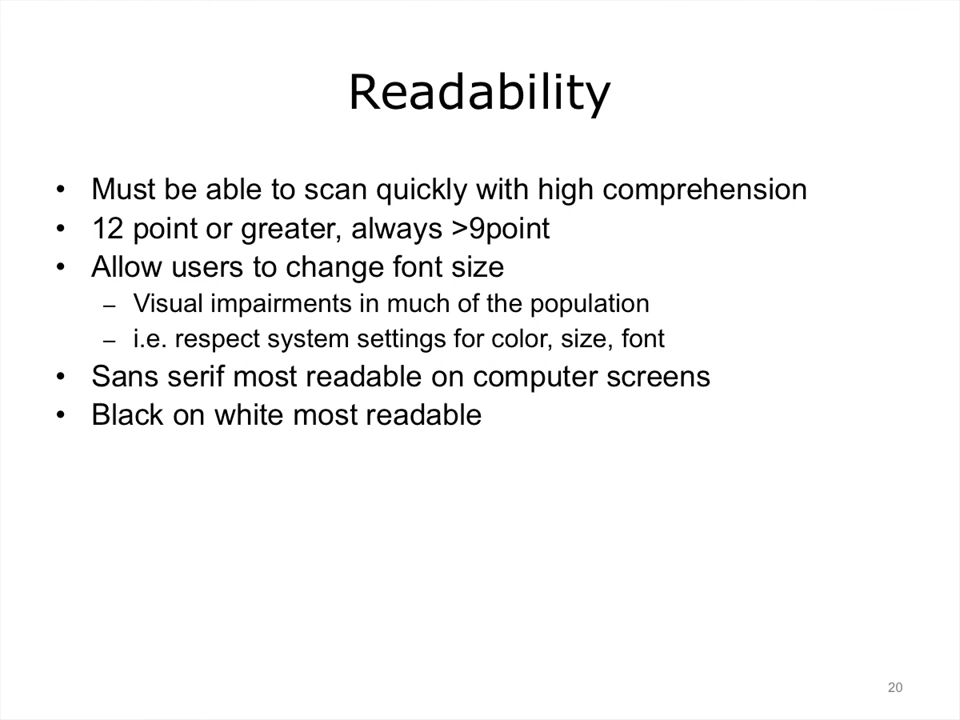 Readability
• Must be able to scan quickly with high comprehension
• 12 point or greater, always >9point
• Allow users to change font size
– Visual impairments in much of the population
– i.e. respect system settings for color, size, font
• Sans serif most readable on computer screens
• Black on white most readable
20